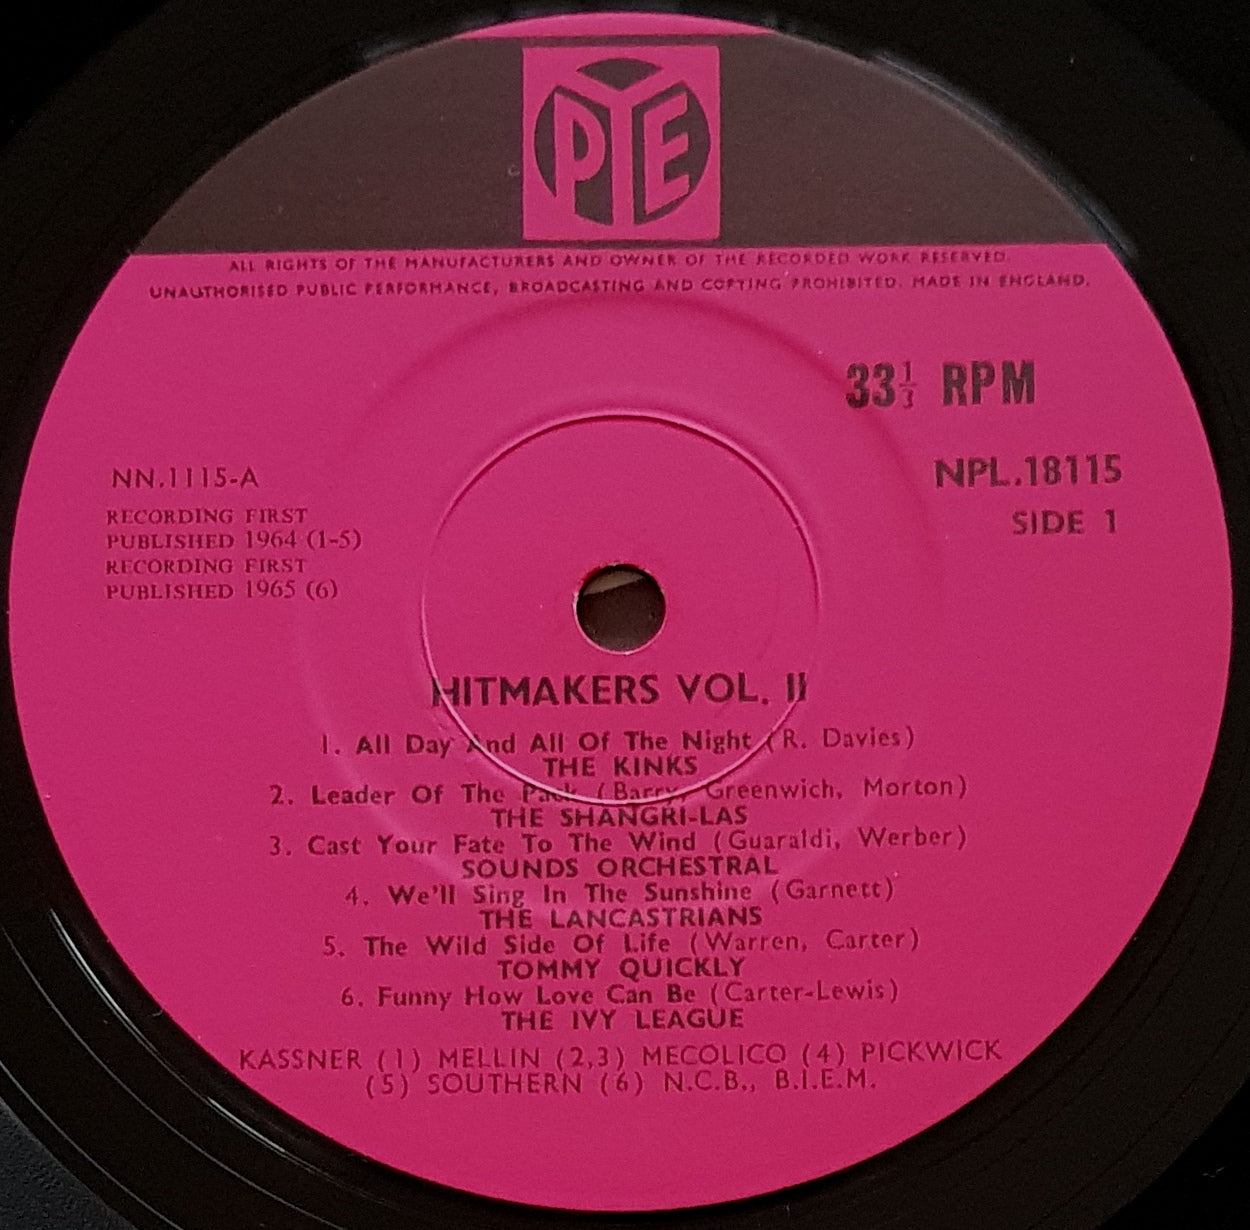 PYE
ALL RIGHTS OF THE MANUFACTURERS AND OWNER OF THE RECORDED WORK RESERVED.
UNAUTHORISED PUBLIC PERFORMANCE, BROADCASTING AND COPYING PROHIBITED. MADE IN ENGLAND.
33⅓ RPM
NPL.18115
SIDE 1
NN.1115-A
RECORDING FIRST
PUBLISHED 1964 (1-5)
RECORDING FIRST
PUBLISHED 1965 (6)
HITMAKERS VOL. II
1. All Day And All Of The Night (R. Davies)
THE KINKS
2. Leader Of The Pack (Barry, Greenwich, Morton)
THE SHANGRI-LAS
3. Cast Your Fate To The Wind (Guaraldi, Werber)
SOUNDS ORCHESTRAL
4. We'll Sing In The Sunshine (Garnett)
THE LANCASTRIANS
5. The Wild Side Of Life (Warren, Carter)
TOMMY QUICKLY
6. Funny How Love Can Be (Carter-Lewis)
THE IVY LEAGUE
KASSNER (1) MELLIN (2,3) MECOLICO (4) PICKWICK
(5) SOUTHERN (6) N.C.B., B.I.E.M.